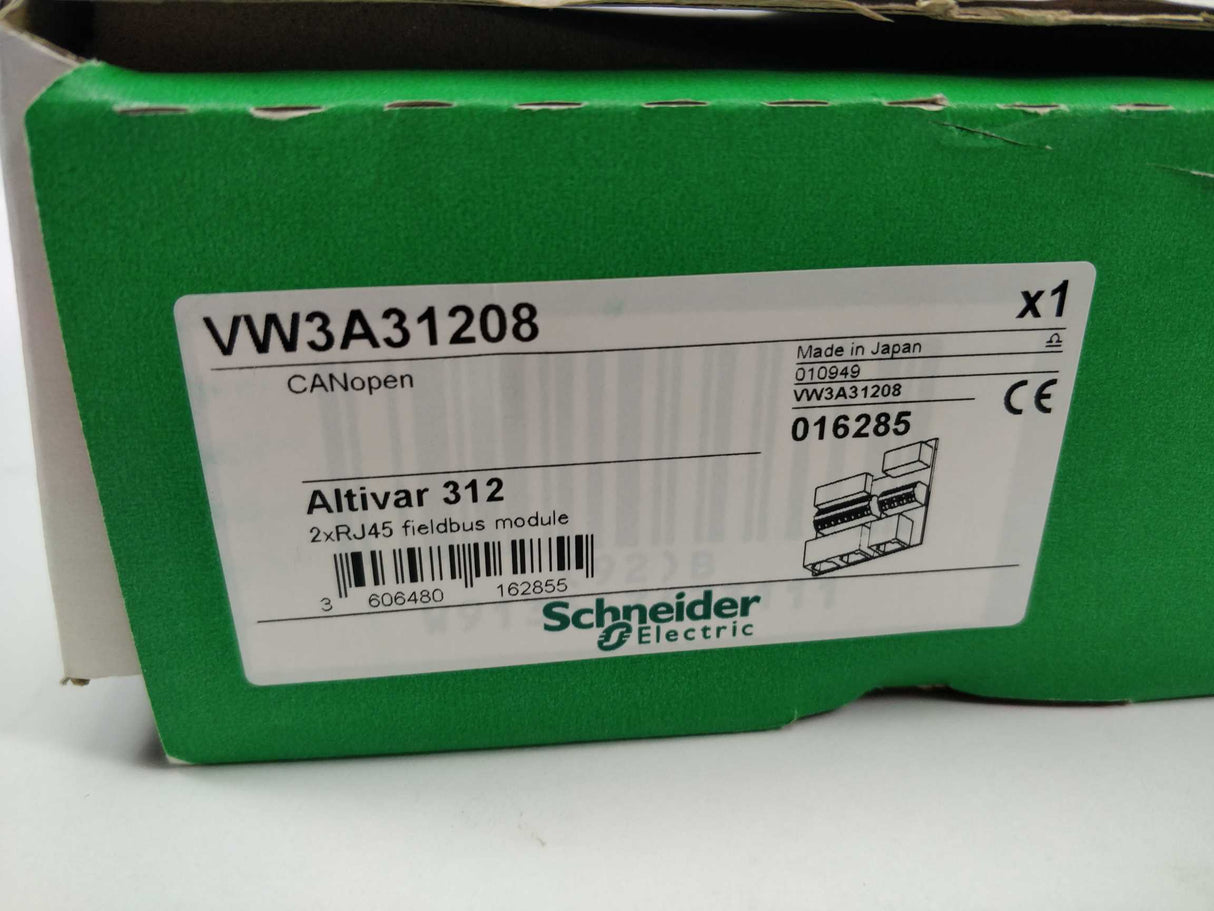 VW3A31208
x1
CANopen
Made in Japan
010949
VW3A31208
016285
CE
Altivar 312
2xRJ45 fieldbus module
3 606480 162855
Schneider
Electric